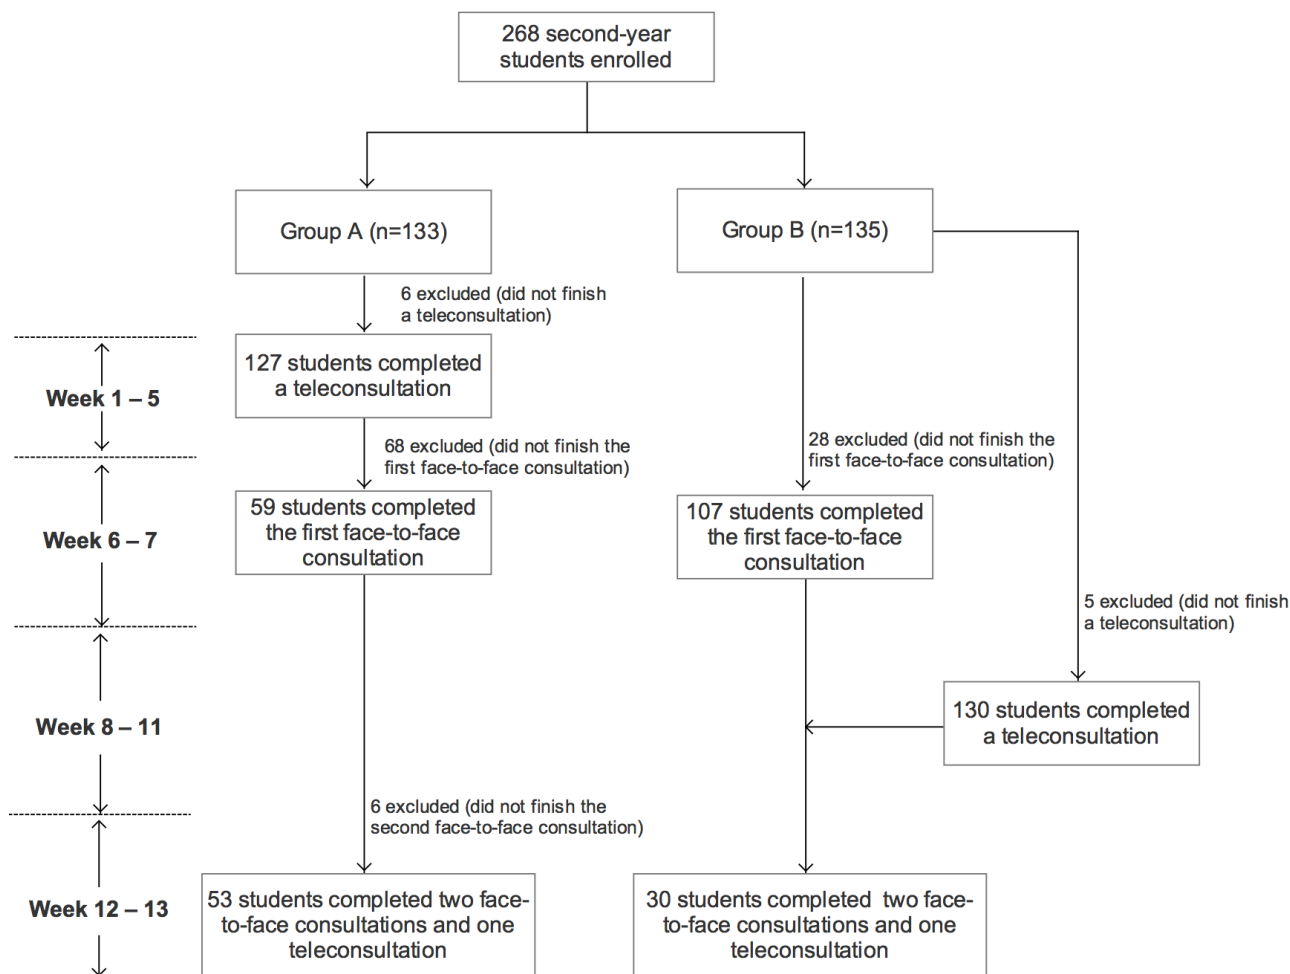 268 second-year
students enrolled
Group A (n=133)
Group B (n=135)
6 excluded (did not finish
a teleconsultation)
127 students completed
a teleconsultation
Week 1 – 5
68 excluded (did not finish the
first face-to-face consultation)
28 excluded (did not finish the
first face-to-face consultation)
59 students completed
the first face-to-face
consultation
107 students completed
the first face-to-face
consultation
Week 6 – 7
5 excluded (did not finish
a teleconsultation)
130 students completed
a teleconsultation
Week 8 – 11
6 excluded (did not finish the
second face-to-face consultation)
53 students completed two face-
to-face consultations and one
teleconsultation
30 students completed  two face-
to-face consultations and one
teleconsultation
Week 12 – 13